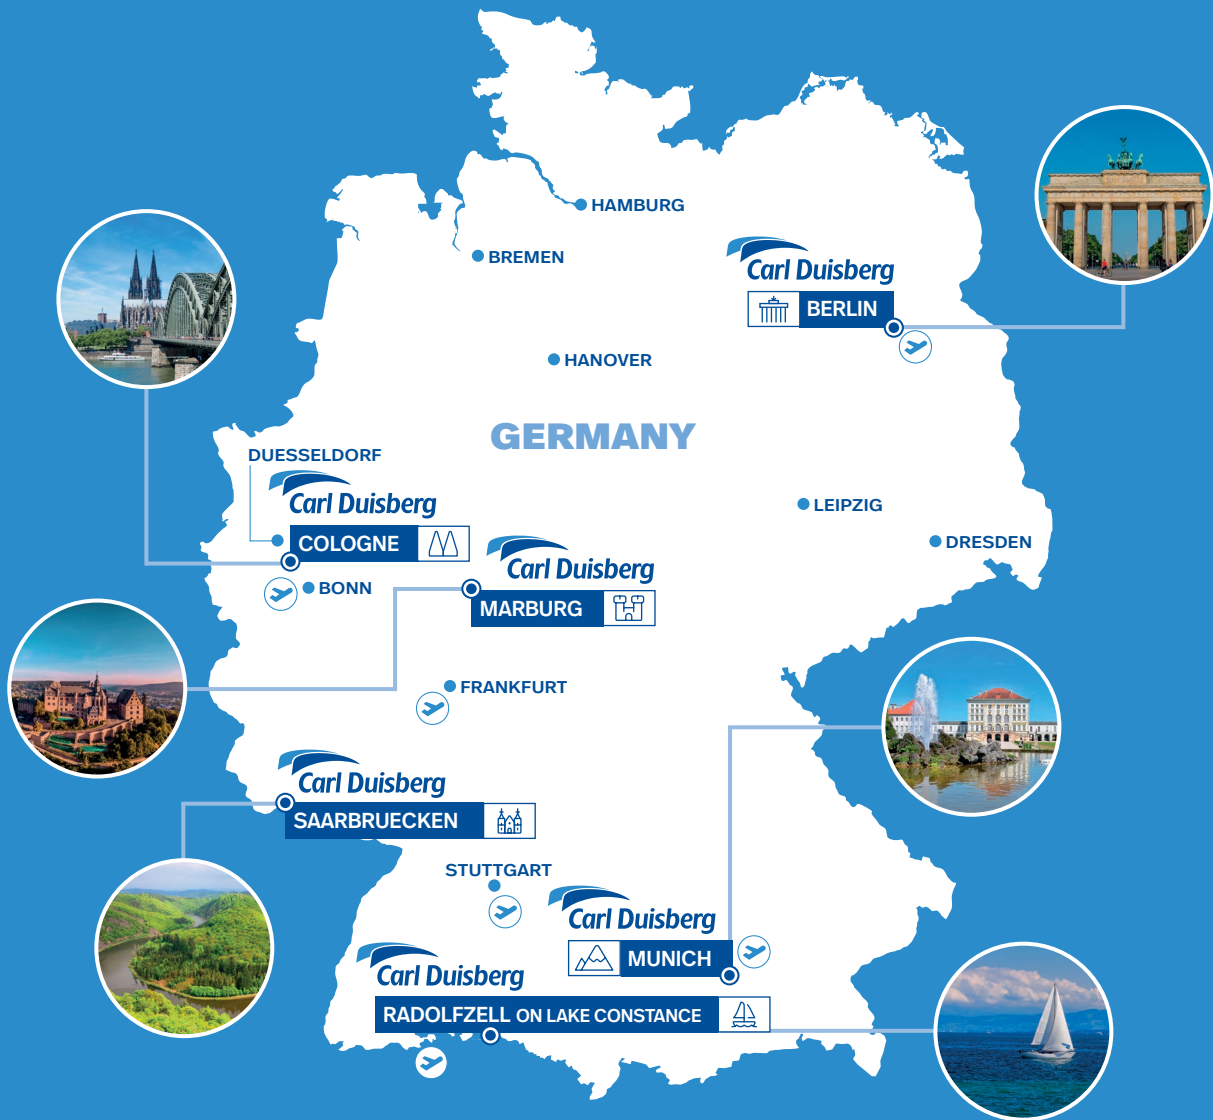 HAMBURG
BREMEN
Carl Duisberg
BERLIN
HANOVER
GERMANY
DUESSELDORF
Carl Duisberg
COLOGNE
LEIPZIG
DRESDEN
BONN
Carl Duisberg
MARBURG
FRANKFURT
Carl Duisberg
SAARBRUECKEN
STUTTGART
Carl Duisberg
MUNICH
Carl Duisberg
RADOLFZELL ON LAKE CONSTANCE